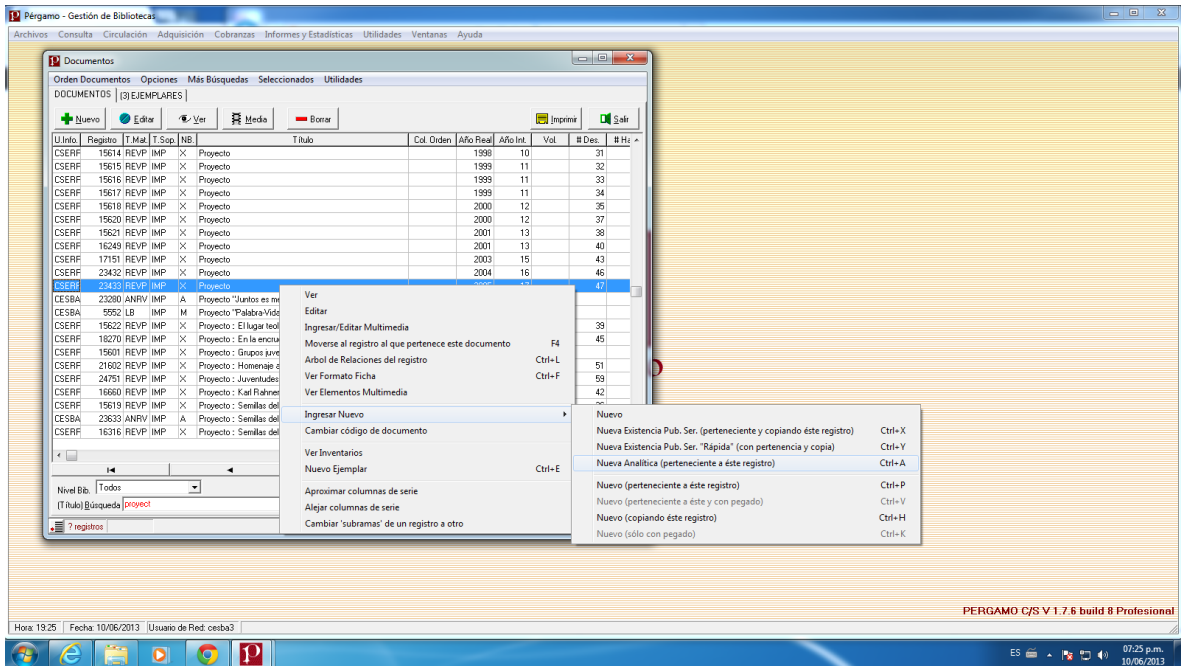 Pérgamo - Gestión de Bibliotecas
Archivos Consulta Circulación Adquisición Cobranzas Informes y Estadísticas Utilidades Ventanas Ayuda
Documentos
Orden Documentos Opciones Más Búsquedas Seleccionados Utilidades
DOCUMENTOS (3) EJEMPLARES
Nuevo Editar Ver Media Borrar Imprimir Salir
U.Info. Registro T.Mat. T.Sop. NB. Título Col. Orden Año Real Año Int. Vol. # Des. # Ha
CSERF 15614 REVP IMP X Proyecto 1998 10 31
CSERF 15615 REVP IMP X Proyecto 1999 11 32
CSERF 15616 REVP IMP X Proyecto 1999 11 33
CSERF 15617 REVP IMP X Proyecto 1999 11 34
CSERF 15618 REVP IMP X Proyecto 2000 12 35
CSERF 15620 REVP IMP X Proyecto 2000 12 37
CSERF 15621 REVP IMP X Proyecto 2001 13 38
CSERF 16249 REVP IMP X Proyecto 2001 13 40
CSERF 17151 REVP IMP X Proyecto 2003 15 43
CSERF 23432 REVP IMP X Proyecto 2004 16 46
CSERF 23433 REVP IMP X Proyecto 2005 17 47
CESBA 23280 ANRV IMP A Proyecto "Juntos es me
CESBA 5552 LB IMP M Proyecto "Palabra-Vida
CSERF 15622 REVP IMP X Proyecto : El lugar teol 39
CSERF 18270 REVP IMP X Proyecto : En la encru 45
CSERF 15601 REVP IMP X Proyecto : Grupos juve
CSERF 21602 REVP IMP X Proyecto : Homenaje a 51
CSERF 24751 REVP IMP X Proyecto : Juventudes 59
CSERF 16660 REVP IMP X Proyecto : Karl Rahner 42
CSERF 15619 REVP IMP X Proyecto : Semillas del
CESBA 23633 ANRV IMP A Proyecto : Semillas del
CSERF 16316 REVP IMP X Proyecto : Semillas del
Ver
Editar
Ingresar/Editar Multimedia
Moverse al registro al que pertenece este documento F4
Arbol de Relaciones del registro Ctrl+L
Ver Formato Ficha Ctrl+F
Ver Elementos Multimedia
Ingresar Nuevo
Cambiar código de documento
Ver Inventarios
Nuevo Ejemplar Ctrl+E
Aproximar columnas de serie
Alejar columnas de serie
Cambiar 'subramas' de un registro a otro
Nuevo
Nueva Existencia Pub. Ser. (perteneciente y copiando éste registro) Ctrl+X
Nueva Existencia Pub. Ser. "Rápida" (con pertenencia y copia) Ctrl+Y
Nueva Analítica (perteneciente a éste registro) Ctrl+A
Nuevo (perteneciente a éste registro) Ctrl+P
Nuevo (perteneciente a éste y con pegado) Ctrl+V
Nuevo (copiando éste registro) Ctrl+H
Nuevo (sólo con pegado) Ctrl+K
Nivel Bib. Todos
(Título) Búsqueda proyect
? registros
PERGAMO C/S V 1.7.6 build 8 Profesional
Hora: 19:25 Fecha: 10/06/2013 Usuario de Red: cesba3
ES 07:25 p.m.
10/06/2013